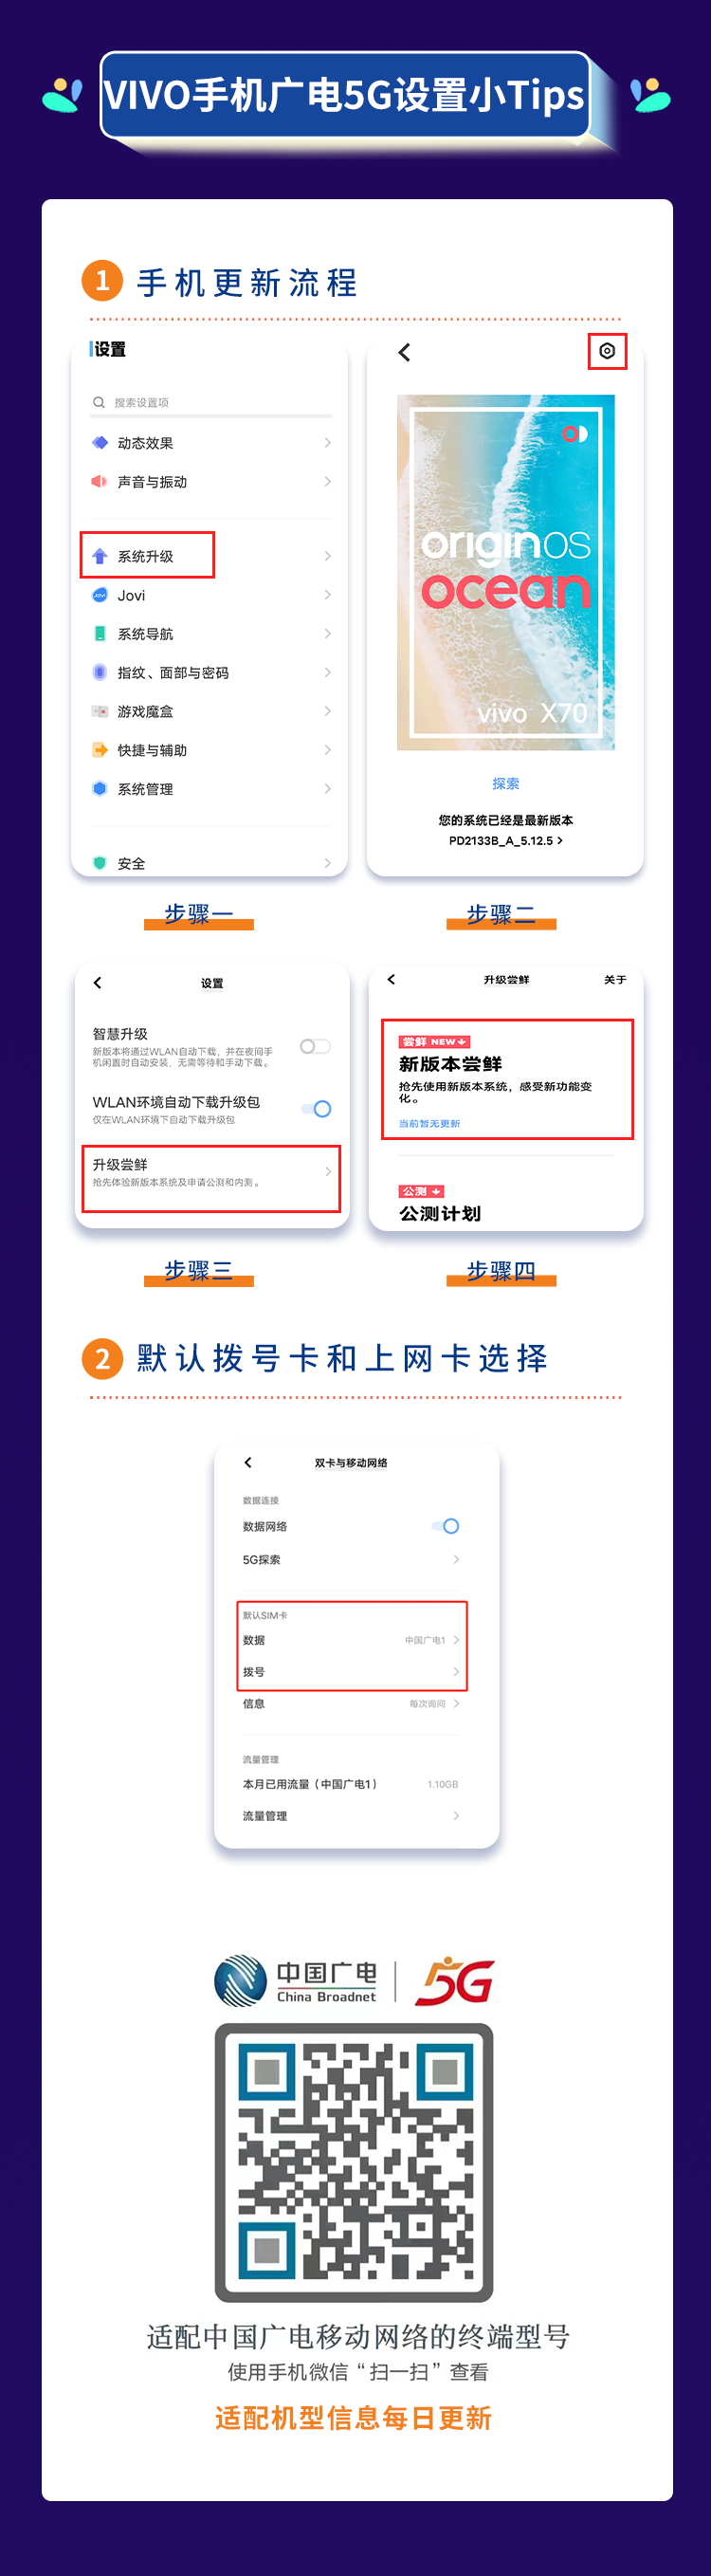 VIVO手机广电5G设置小Tips
1 手机更新流程
设置
搜索设置项
动态效果
声音与振动
系统升级
Jovi
系统导航
指纹、面部与密码
游戏魔盒
快捷与辅助
系统管理
安全
originos
ocean
vivo X70
探索
您的系统已经是最新版本
PD2133B_A_5.12.5
步骤一
步骤二
设置
智慧升级
新版本将通过WLAN自动下载，并在夜间手
机闲置时自动安装，无需等待和手动下载。
WLAN环境自动下载升级包
仅在WLAN环境下自动下载升级包
升级尝鲜
抢先体验新版本系统及申请公测和内测。
升级尝鲜 关于
尝鲜 NEW
新版本尝鲜
抢先使用新版本系统，感受新功能变
化。
当前暂无更新
公测
公测计划
步骤三
步骤四
2 默认拨号卡和上网卡选择
双卡与移动网络
数据连接
数据网络
5G探索
默认SIM卡
数据 中国广电1
拨号
信息 每次询问
流量管理
本月已用流量（中国广电1） 1.10GB
流量管理
中国广电 5G
China Broadnet
适配中国广电移动网络的终端型号
使用手机微信“扫一扫”查看
适配机型信息每日更新